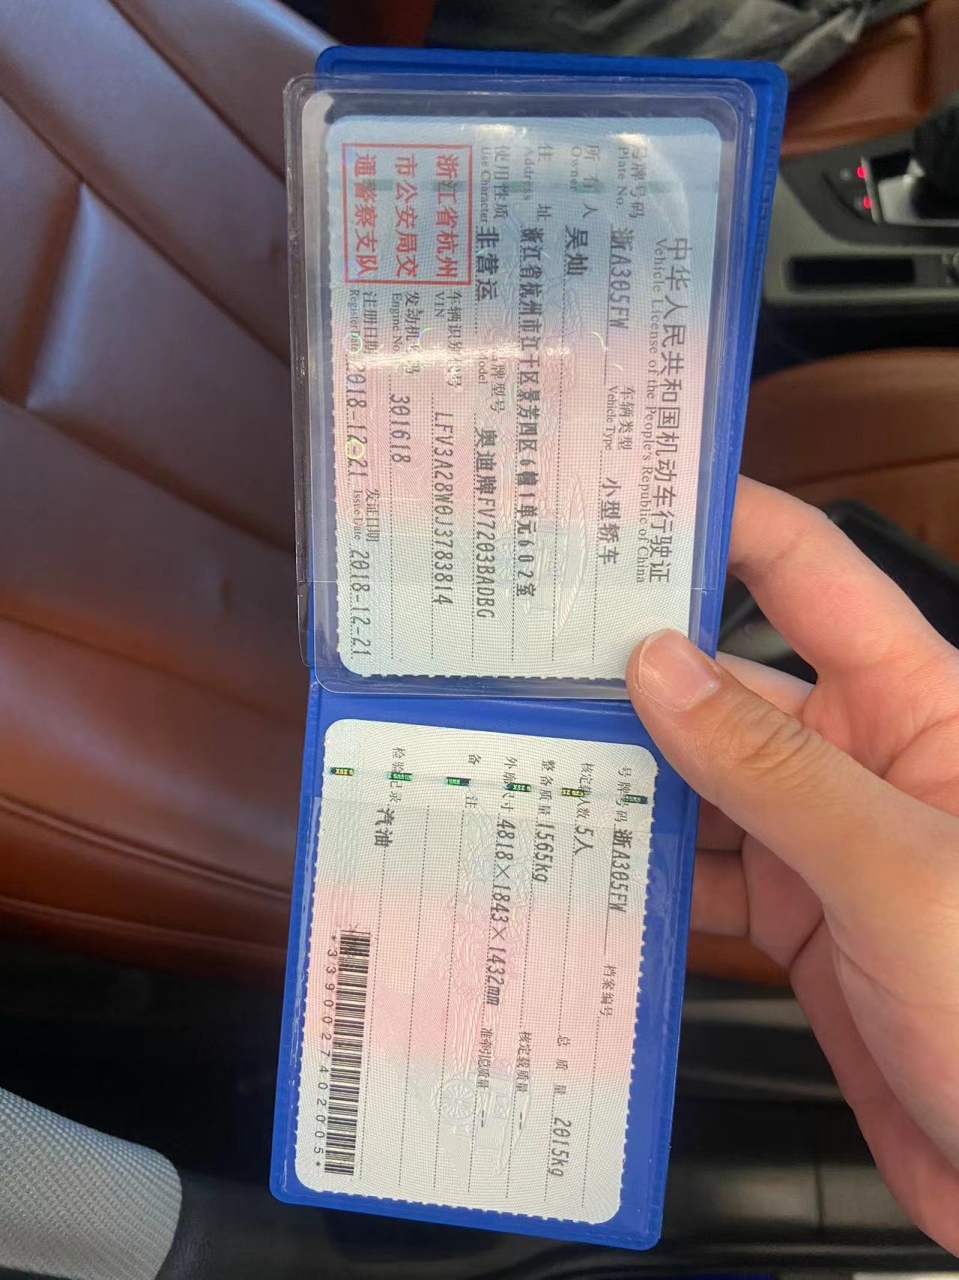 中华人民共和国机动车行驶证
Vehicle License of the People's Republic of China
号牌号码 浙A305FW 车辆类型 小型轿车
Plate No. Vehicle Type
所有人 吴灿
Owner
住址 浙江省杭州市江干区景芳四区6幢1单元602室
Address
使用性质 非营运 品牌型号 奥迪牌FV7203BADBG
Use Character Model
浙江省杭州
市公安局交
通警察支队
车辆识别代号 LFV3A28W0J3783814
VIN
发动机号码 301618
Engine No.
注册日期 2018-12-21 发证日期 2018-12-21
Register Date Issue Date
号牌号码 浙A305FW 档案编号
核定载人数 5人 总质量 2015kg
整备质量 1565kg 核定载质量 --
外廓尺寸 4818×1843×1432mm 准牵引总质量 --
备注
检验记录 汽油
*3390027402005*